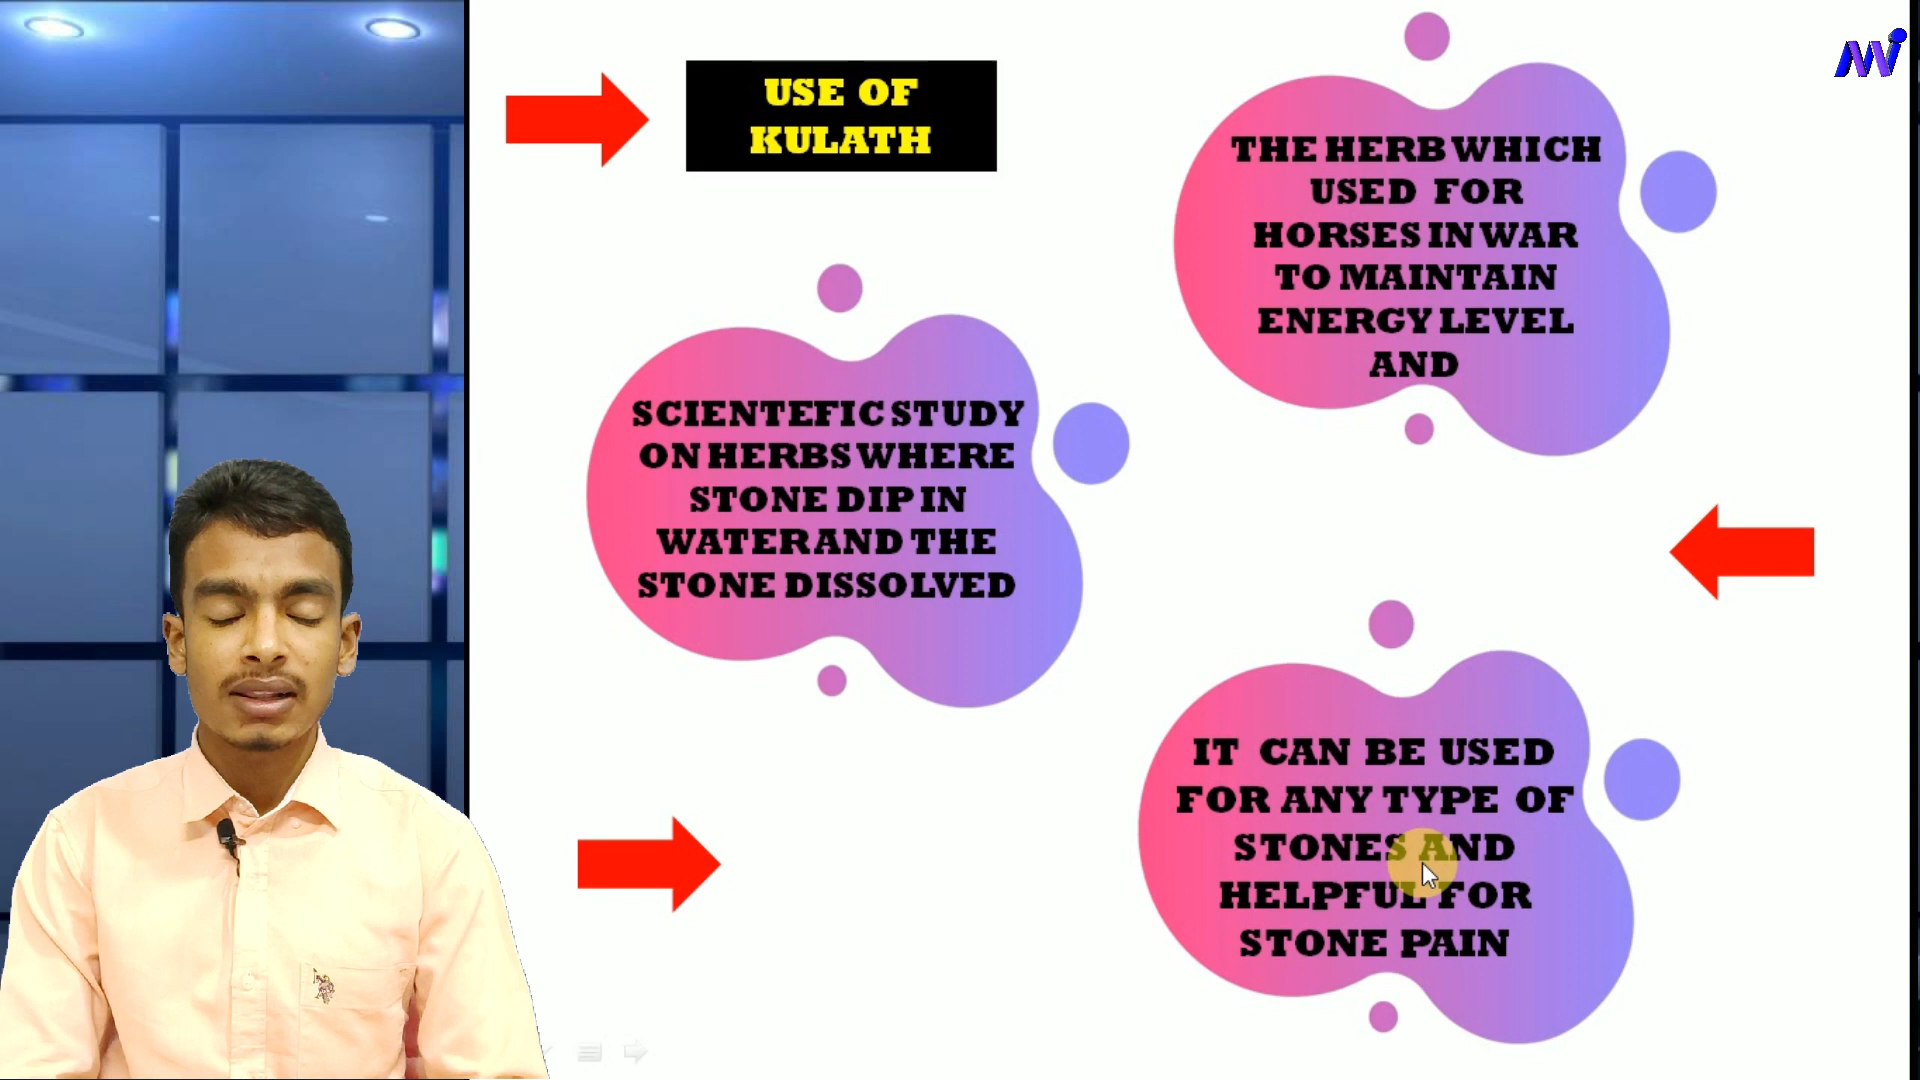 USE OF
KULATH
THE HERB WHICH
USED FOR
HORSES IN WAR
TO MAINTAIN
ENERGY LEVEL
AND
SCIENTEFIC STUDY
ON HERBS WHERE
STONE DIP IN
WATER AND THE
STONE DISSOLVED
IT CAN BE USED
FOR ANY TYPE OF
STONES AND
HELPFUL FOR
STONE PAIN